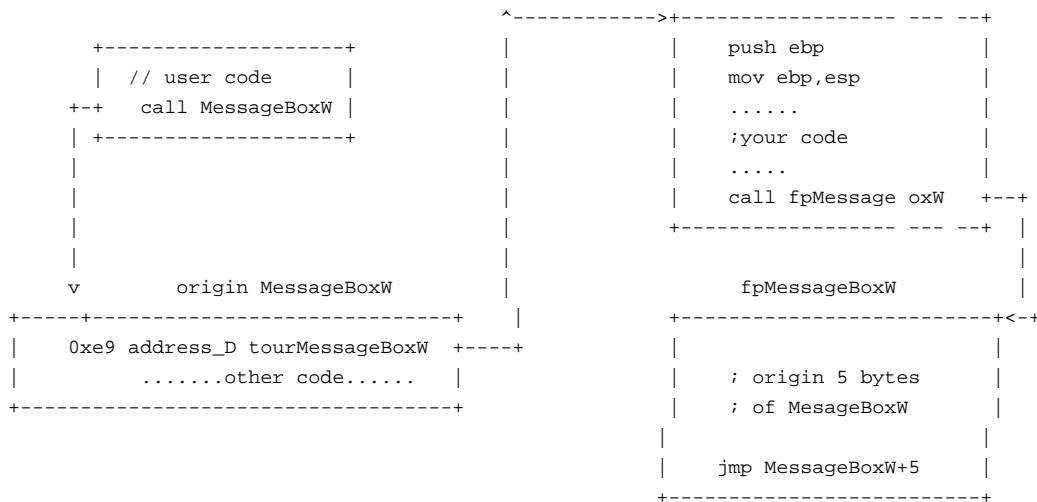 push ebp
// user code
mov ebp,esp
call MessageBoxW
......
;your code
.....
call fpMessage oxW
origin MessageBoxW
fpMessageBoxW
0xe9 address_D tourMessageBoxW
.......other code......
; origin 5 bytes
; of MesageBoxW
jmp MessageBoxW+5